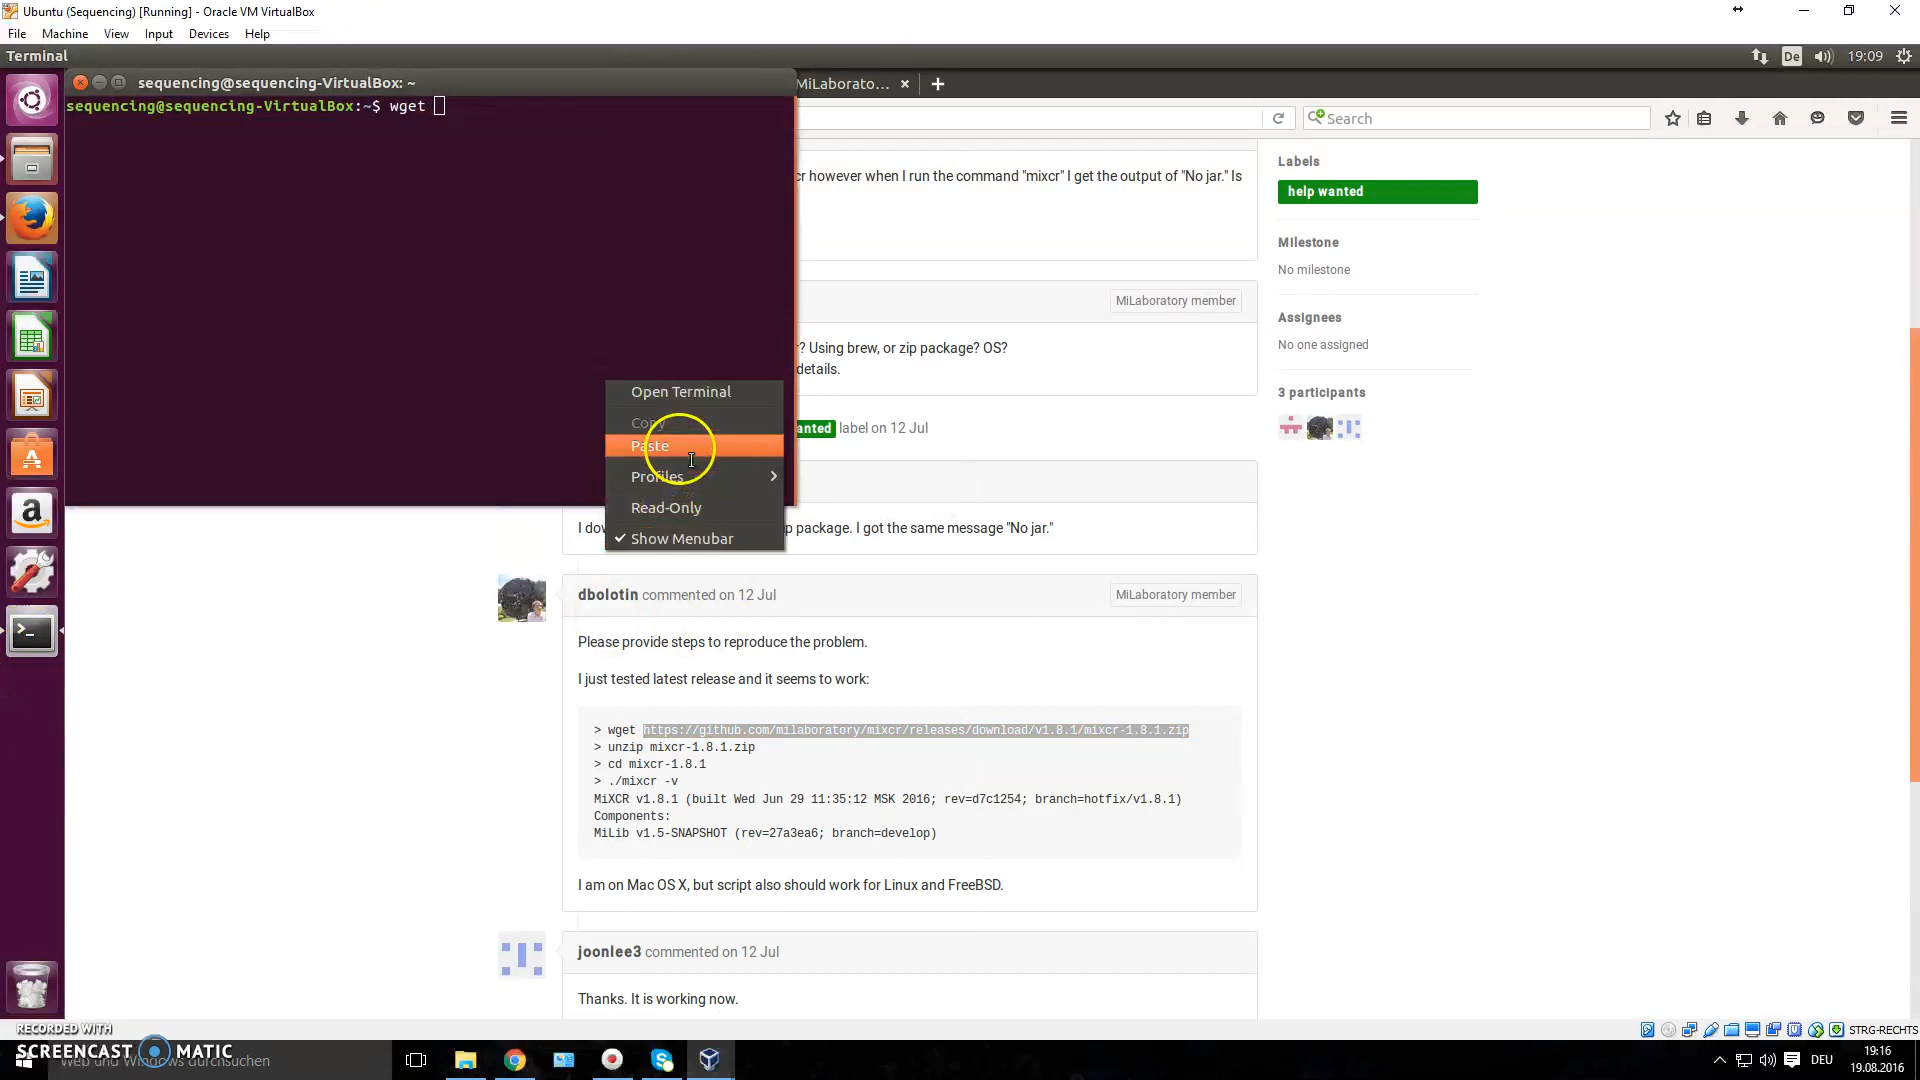 Ubuntu (Sequencing) [Running] - Oracle VM VirtualBox
File Machine View Input Devices Help
Terminal
De 19:09
sequencing@sequencing-VirtualBox: ~
MiLaborato...
sequencing@sequencing-VirtualBox:~$ wget
Search
cr however when I run the command "mixcr" I get the output of "No jar." Is
Labels
help wanted
Milestone
No milestone
MiLaboratory member
Assignees
? Using brew, or zip package? OS?
No one assigned
details.
Open Terminal
3 participants
Copy
anted label on 12 Jul
Paste
Profiles
Read-Only
I dow
p package. I got the same message "No jar."
Show Menubar
dbolotin commented on 12 Jul
MiLaboratory member
Please provide steps to reproduce the problem.
I just tested latest release and it seems to work:
> wget https://github.com/milaboratory/mixcr/releases/download/v1.8.1/mixcr-1.8.1.zip
> unzip mixcr-1.8.1.zip
> cd mixcr-1.8.1
> ./mixcr -v
MiXCR v1.8.1 (built Wed Jun 29 11:35:12 MSK 2016; rev=d7c1254; branch=hotfix/v1.8.1)
Components:
MiLib v1.5-SNAPSHOT (rev=27a3ea6; branch=develop)
I am on Mac OS X, but script also should work for Linux and FreeBSD.
joonlee3 commented on 12 Jul
Thanks. It is working now.
RECORDED WITH
SCREENCAST MATIC
STRG-RECHTS
Web und Windows durchsuchen
DEU
19:16
19.08.2016